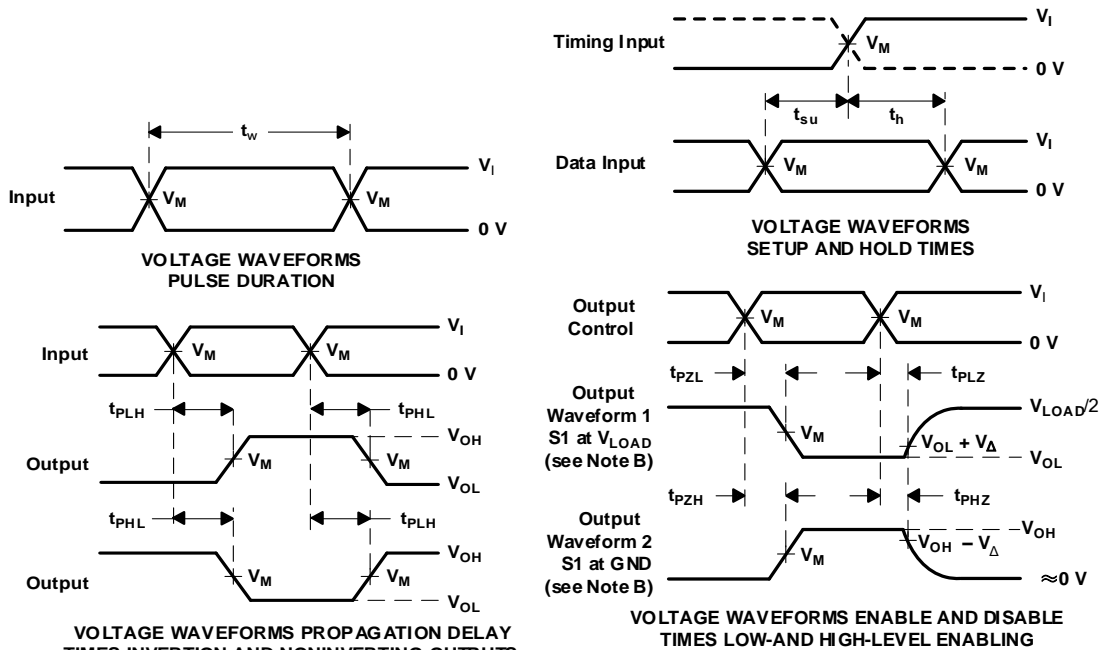 t_w
V_I
Input
V_M
V_M
0 V
VOLTAGE WAVEFORMS
PULSE DURATION
Timing Input
V_I
V_M
0 V
t_su
t_h
Data Input
V_I
V_M
V_M
0 V
VOLTAGE WAVEFORMS
SETUP AND HOLD TIMES
Input
V_I
V_M
V_M
0 V
t_PLH
t_PHL
Output
V_OH
V_M
V_M
V_OL
t_PHL
t_PLH
Output
V_OH
V_M
V_M
V_OL
VOLTAGE WAVEFORMS PROPAGATION DELAY
TIMES INVERTION AND NONINVERTING OUTPUTS
Output
Control
V_I
V_M
V_M
0 V
t_PZL
t_PLZ
Output
Waveform 1
S1 at V_LOAD
(see Note B)
V_LOAD/2
V_M
V_OL + V_Δ
V_OL
t_PZH
t_PHZ
Output
Waveform 2
S1 at GND
(see Note B)
V_OH
V_M
V_OH – V_Δ
≈0 V
VOLTAGE WAVEFORMS ENABLE AND DISABLE
TIMES LOW-AND HIGH-LEVEL ENABLING